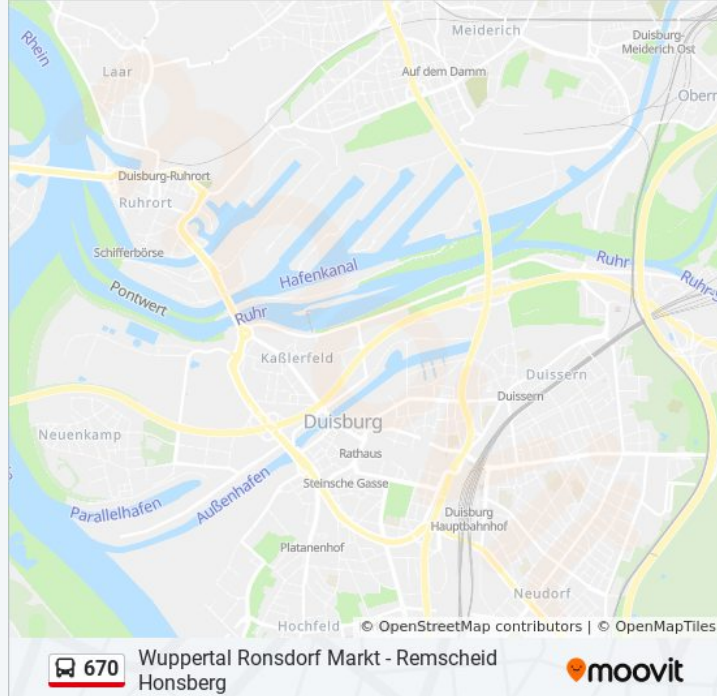 Rhein
Meiderich
Duisburg-
Meiderich Ost
Laar
Auf dem Damm
Duisburg-Ruhrort
Ruhrort
Schifferbörse
Hafenkanal
Ruhr
Pontwert
Ruhr
Kaßlerfeld
Duissern
Duissern
Duisburg
Neuenkamp
Rathaus
Steinsche Gasse
Außenhafen
Parallelhafen
Duisburg
Hauptbahnhof
Platanenhof
Neudorf
Hochfeld
© OpenStreetMap contributors | © OpenMapTiles
670
Wuppertal Ronsdorf Markt - Remscheid
Honsberg
moovit